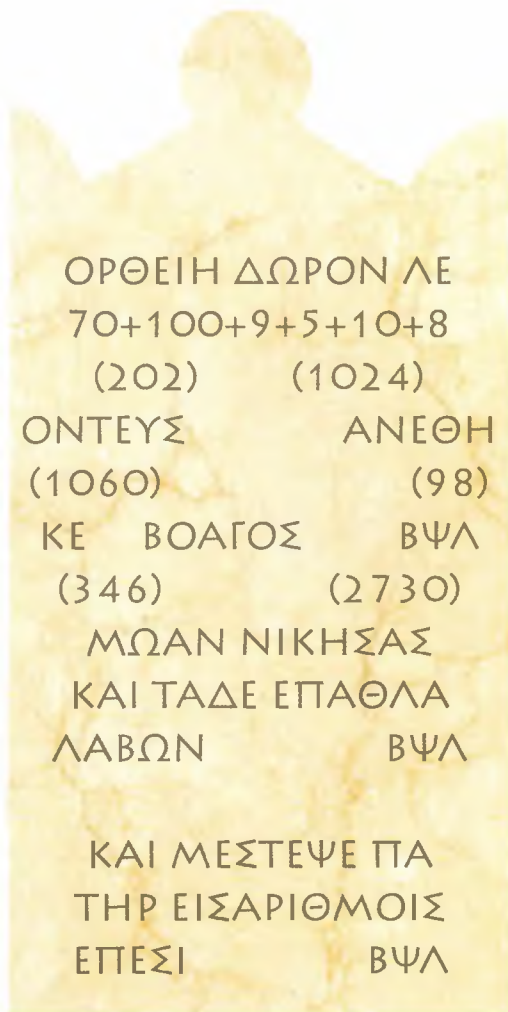 ΟΡΘΕΙΗ ΔΩΡΟΝ ΛΕ
70+100+9+5+10+8
(202) (1024)
ΟΝΤΕΥΣ ΑΝΕΘΗ
(1060) (98)
ΚΕ ΒΟΑΓΟΣ ΒΨΛ
(346) (2730)
ΜΩΑΝ ΝΙΚΗΣΑΣ
ΚΑΙ ΤΑΔΕ ΕΠΑΘΛΑ
ΛΑΒΩΝ ΒΨΛ
ΚΑΙ ΜΕΣΤΕΨΕ ΠΑ
ΤΗΡ ΕΙΣΑΡΙΘΜΟΙΣ
ΕΠΕΣΙ ΒΨΛ